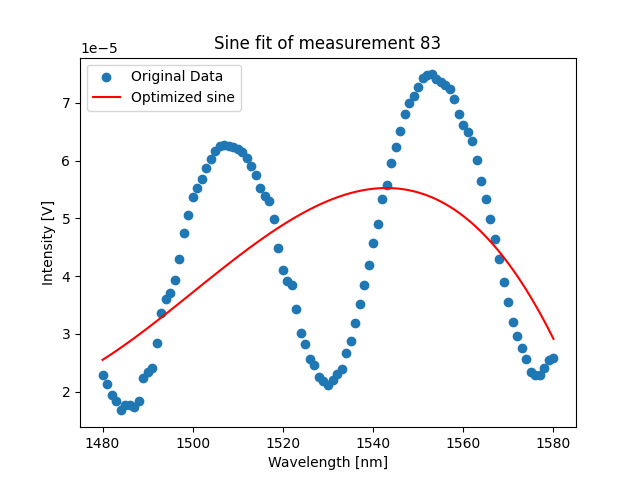 Sine fit of measurement 83
1e−5
Original Data
Optimized sine
7
6
5
4
3
2
Intensity [V]
1480 1500 1520 1540 1560 1580
Wavelength [nm]